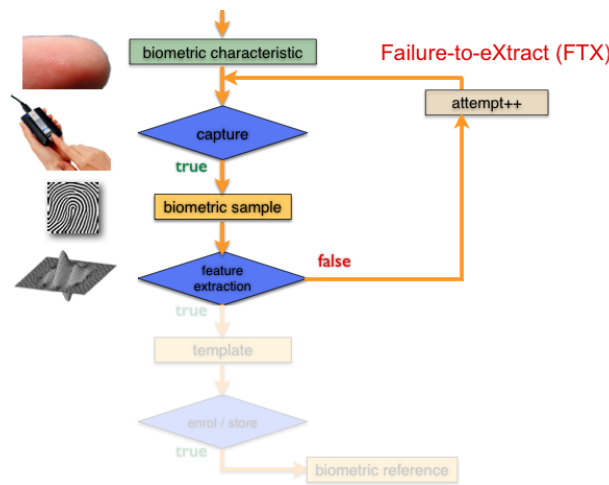 biometric characteristic
Failure-to-eXtract (FTX)
attempt++
capture
true
biometric sample
feature
extraction
false
true
template
enrol / store
true
biometric reference